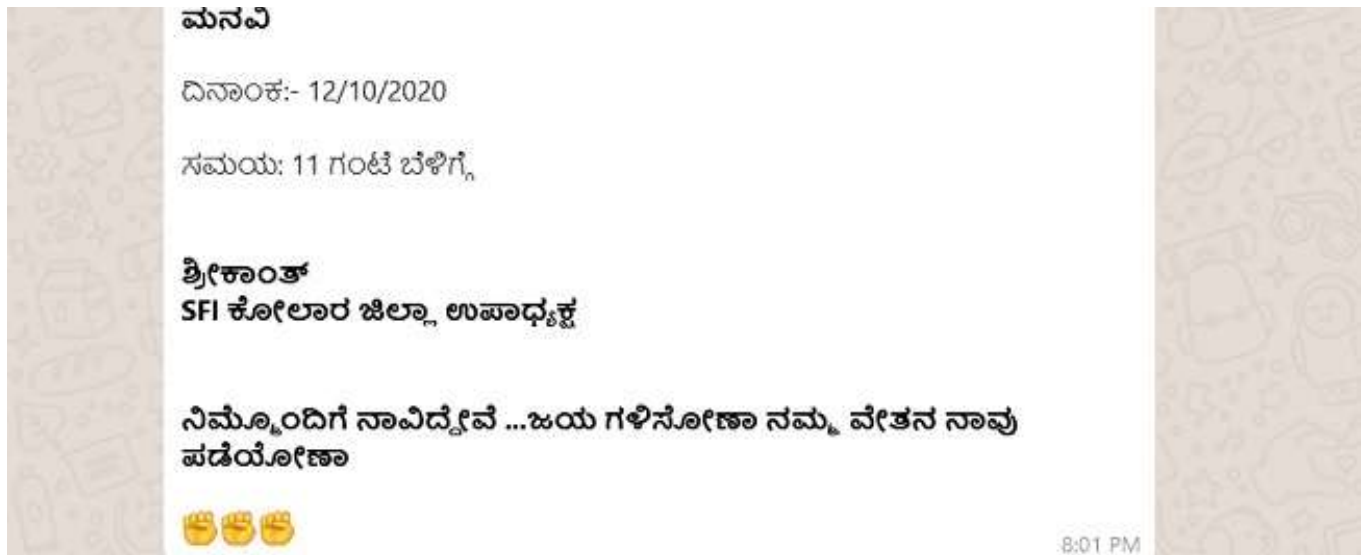 ಮನವಿ
ದಿನಾಂಕ:- 12/10/2020
ಸಮಯ: 11 ಗಂಟೆ ಬೆಳಿಗ್ಗೆ
ಶ್ರೀಕಾಂತ್
SFI ಕೋಲಾರ ಜಿಲ್ಲಾ ಉಪಾಧ್ಯಕ್ಷ
ನಿಮ್ಮೊಂದಿಗೆ ನಾವಿದ್ದೇವೆ ...ಜಯ ಗಳಿಸೋಣಾ ನಮ್ಮ ವೇತನ ನಾವು
ಪಡೆಯೋಣಾ
✊✊✊
8:01 PM